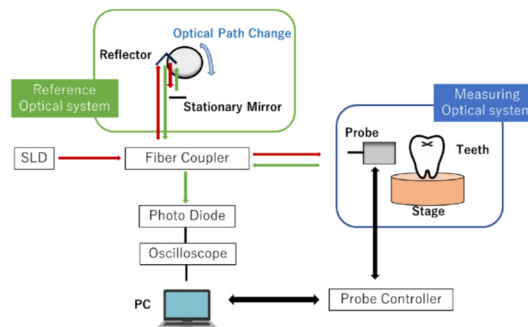 Optical Path Change
Reflector
Reference
Optical system
Stationary Mirror
Measuring
Optical system
Probe
Teeth
SLD
Fiber Coupler
Stage
Photo Diode
Oscilloscope
PC
Probe Controller